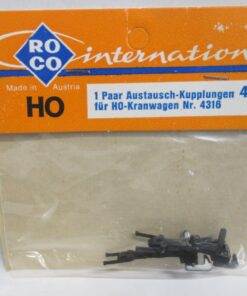 RO
CO
internation
Made in Austria
HO
1 Paar Austausch-Kupplungen 4
für HO-Kranwagen Nr. 4316